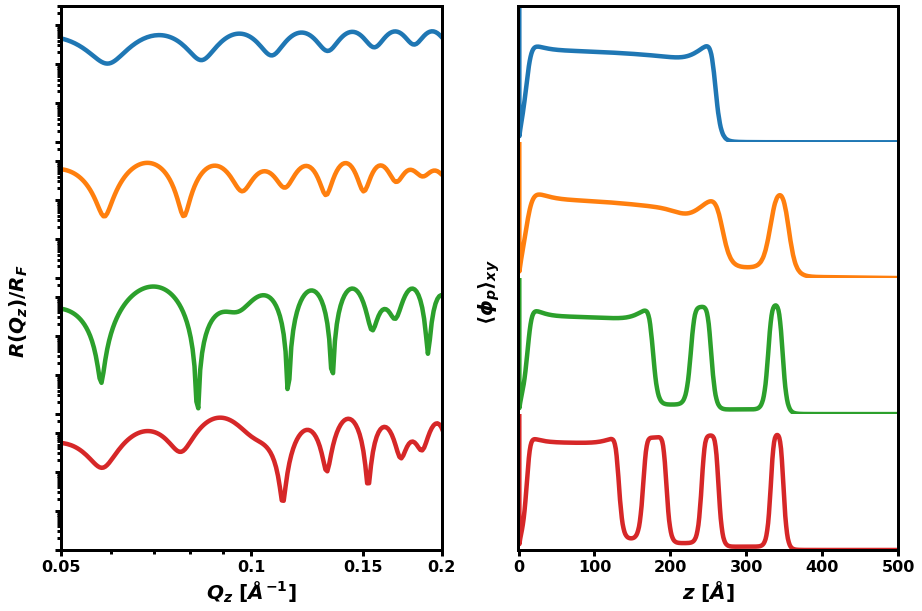 R(Q_z)/R_F
0.05 0.1 0.15 0.2
Q_z [Å⁻¹]
⟨ϕ_p⟩_xy
0 100 200 300 400 500
z [Å]